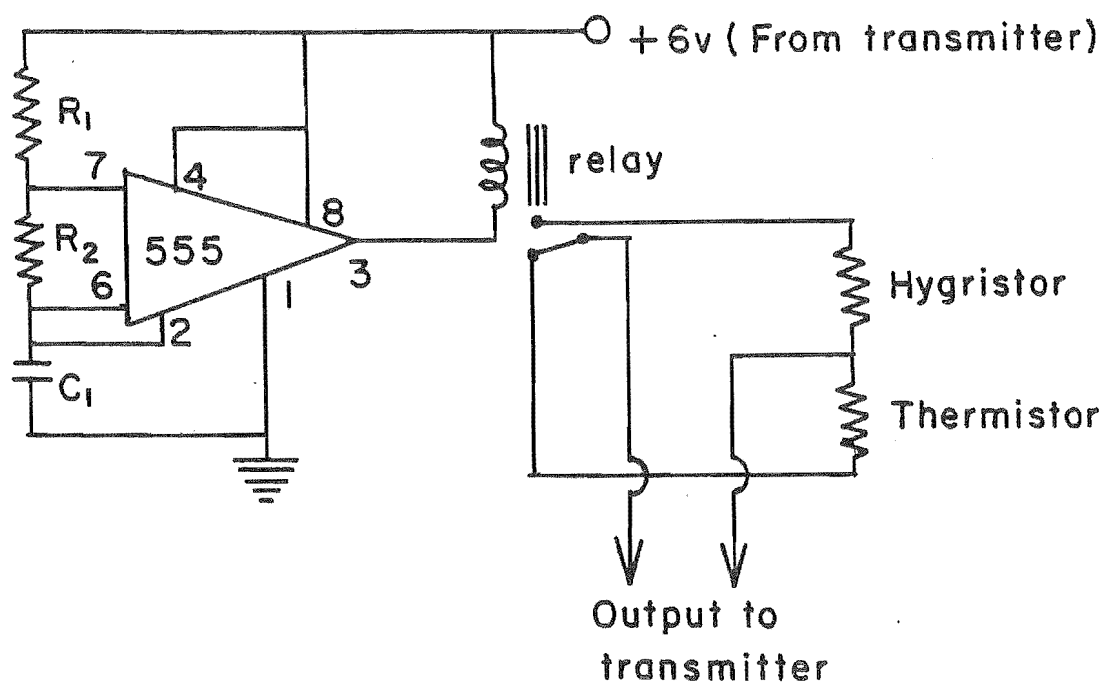 +6v (From transmitter)
R1
relay
7
4
8
R2
555
3
6
1
Hygristor
2
C1
Thermistor
Output to
transmitter